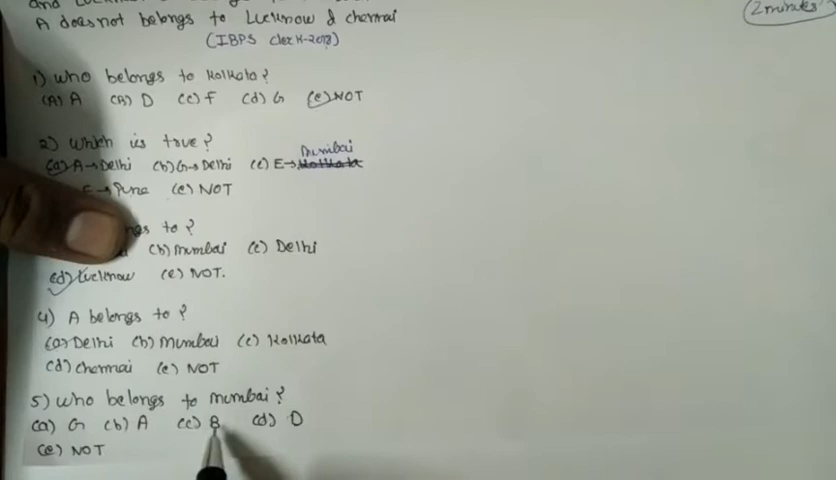 A does not belongs to Lucknow & chennai
2 minutes
(IBPS Clerk-2018)
1) Who belongs to Kolkata?
(A) A (B) D (c) F (d) G (e) NOT
2) Which is true?
(a) A→Delhi (b) G→Delhi (c) E→ Mumbai
E→Pune (e) NOT
to?
(b) Mumbai (c) Delhi
(d) Lucknow (e) NOT.
4) A belongs to?
(a) Delhi (b) Mumbai (c) Kolkata
(d) chennai (e) NOT
5) Who belongs to mumbai?
(a) G (b) A (c) B (d) D
(e) NOT